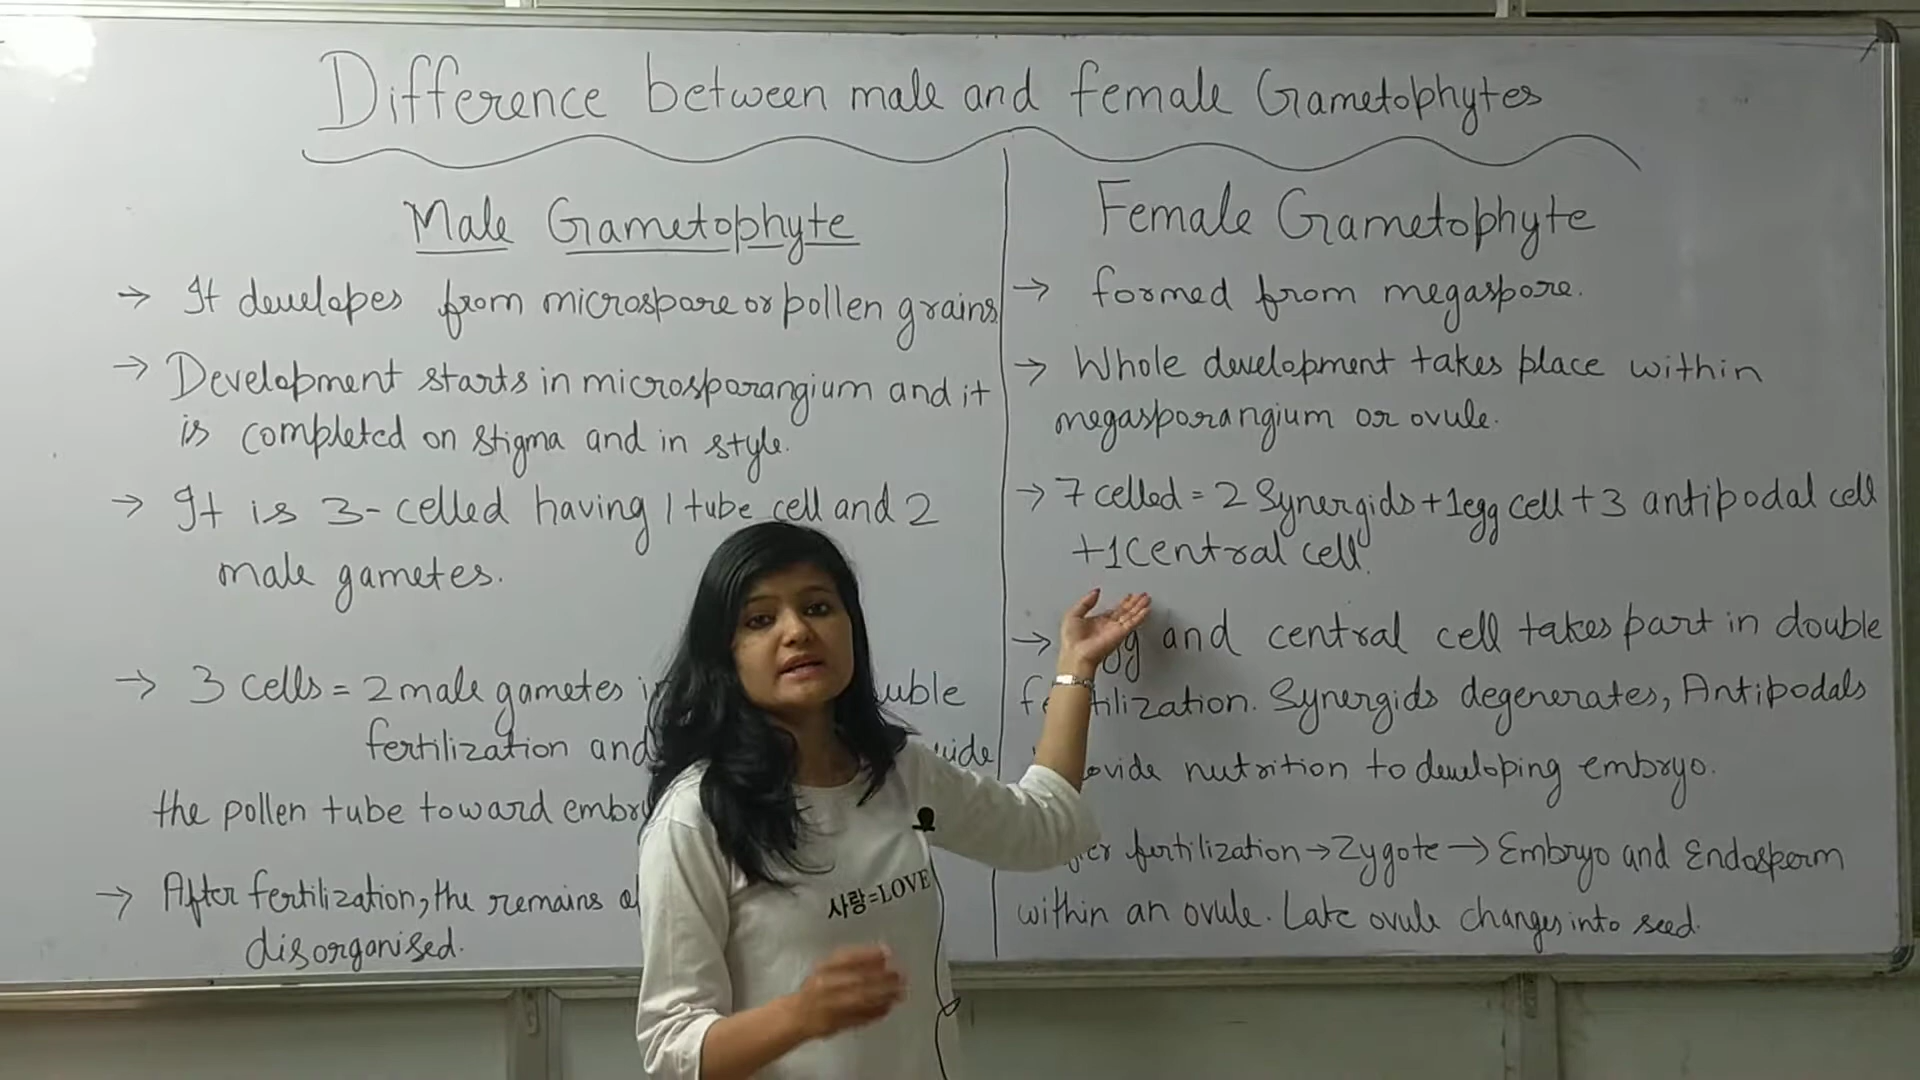 Difference between male and female Gametophytes
Male Gametophyte
→ It developes from microspore or pollen grains
→ Development starts in microsporangium and it
is completed on stigma and in style.
→ It is 3-celled having 1 tube cell and 2
male gametes.
→ 3 cells = 2 male gametes
fertilization and
the pollen tube toward
→ After fertilization, the remains
disorganised.
Female Gametophyte
→ formed from megaspore.
→ Whole development takes place within
megasporangium or ovule.
→ 7 celled = 2 Synergids + 1 egg cell + 3 antipodal cell
+ 1 Central cell.
→ and central cell takes part in double
Synergids degenerates, Antipodals
nutrition to developing embryo.
fertilization → Zygote → Embryo and Endosperm
within an ovule. Late ovule changes into seed.
사랑=LOVE